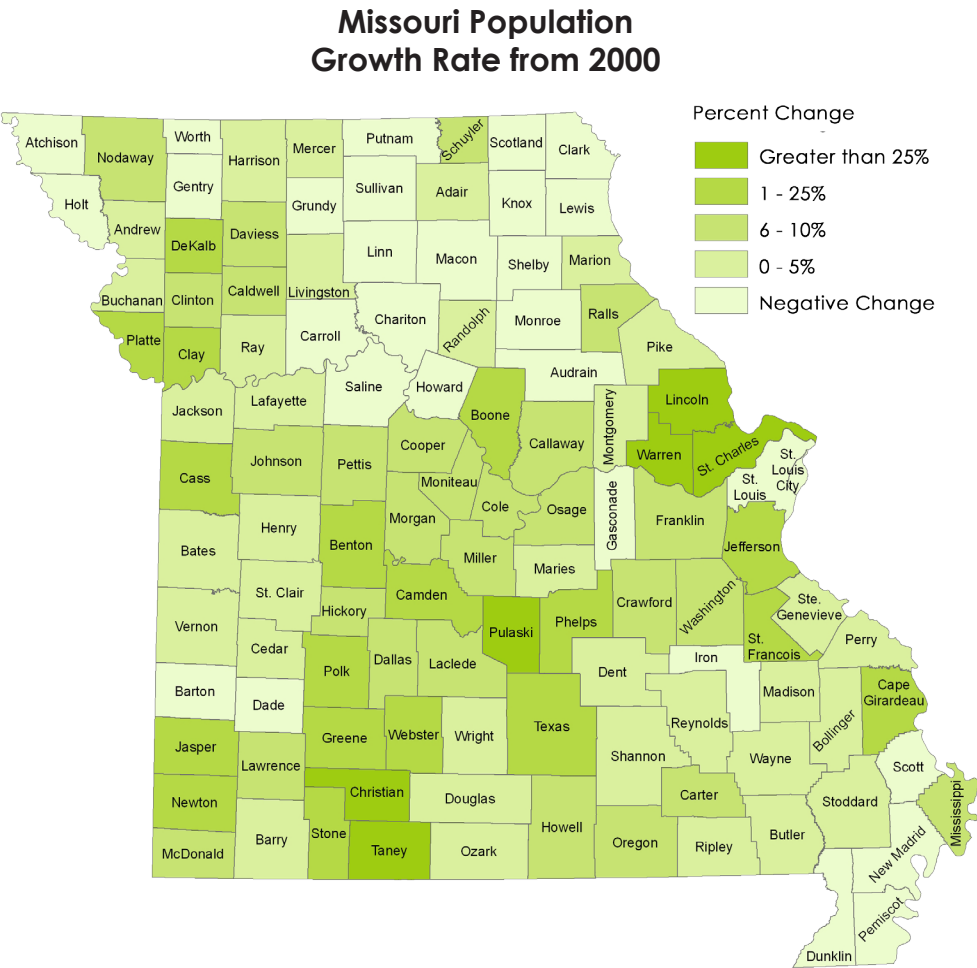 Missouri Population
Growth Rate from 2000
Percent Change
Greater than 25%
1 - 25%
6 - 10%
0 - 5%
Negative Change
Atchison
Nodaway
Worth
Harrison
Mercer
Putnam
Schuyler
Scotland
Clark
Holt
Gentry
Grundy
Sullivan
Adair
Knox
Lewis
Andrew
DeKalb
Daviess
Linn
Macon
Shelby
Marion
Buchanan
Clinton
Caldwell
Livingston
Chariton
Randolph
Monroe
Ralls
Platte
Clay
Ray
Carroll
Pike
Audrain
Saline
Howard
Jackson
Lafayette
Boone
Callaway
Montgomery
Lincoln
Warren
St. Charles
St.
Louis
City
St.
Louis
Cass
Johnson
Pettis
Cooper
Moniteau
Cole
Osage
Gasconade
Franklin
Jefferson
Bates
Henry
Benton
Morgan
Miller
Maries
St. Clair
Hickory
Camden
Pulaski
Phelps
Crawford
Washington
St.
Francois
Ste.
Genevieve
Perry
Vernon
Cedar
Polk
Dallas
Laclede
Dent
Iron
Madison
Cape
Girardeau
Barton
Dade
Greene
Webster
Wright
Texas
Reynolds
Bollinger
Jasper
Lawrence
Shannon
Wayne
Scott
Newton
Christian
Douglas
Howell
Carter
Stoddard
Mississippi
McDonald
Barry
Stone
Taney
Ozark
Oregon
Ripley
Butler
New Madrid
Pemiscot
Dunklin